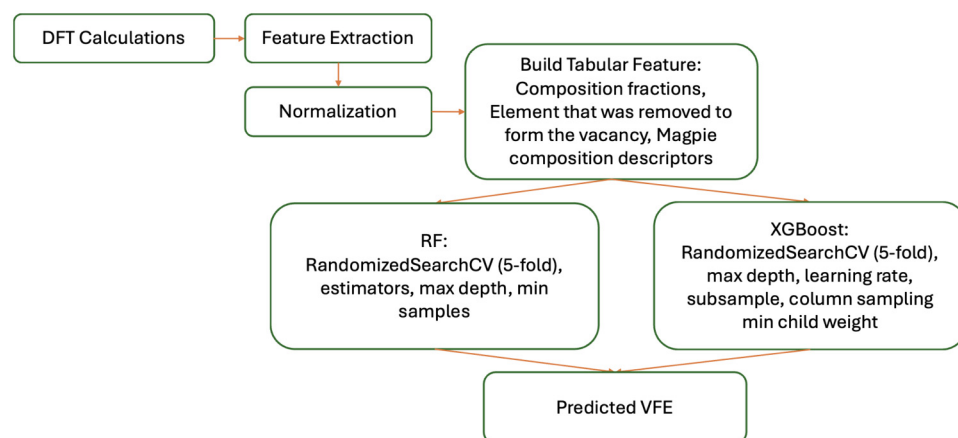 DFT Calculations
Feature Extraction
Normalization
Build Tabular Feature:
Composition fractions,
Element that was removed to
form the vacancy, Magpie
composition descriptors
RF:
RandomizedSearchCV (5-fold),
estimators, max depth, min
samples
XGBoost:
RandomizedSearchCV (5-fold),
max depth, learning rate,
subsample, column sampling
min child weight
Predicted VFE